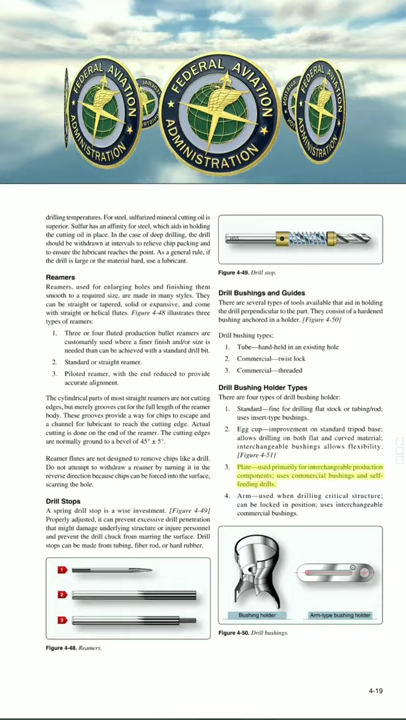 FEDERAL AVIATION
ADMINISTRATION
FEDERAL AVIATION
ADMINISTRATION
FEDERAL AVIATION
ADMINISTRATION
drilling temperatures. For steel, sulfurized mineral cutting oil is
superior. Sulfur has an affinity for steel, which aids in holding
the cutting oil in place. In the case of deep drilling, the drill
should be withdrawn at intervals to relieve chip packing and
to ensure the lubricant reaches the point. As a general rule, if
the drill is large or the material hard, use a lubricant.
Reamers
Reamers, used for enlarging holes and finishing them
smooth to a required size, are made in many styles. They
can be straight or tapered, solid or expansive, and come
with straight or helical flutes. Figure 4-48 illustrates three
types of reamers:
1. Three or four fluted production bullet reamers are
customarily used where a finer finish and/or size is
needed than can be achieved with a standard drill bit.
2. Standard or straight reamer.
3. Piloted reamer, with the end reduced to provide
accurate alignment.
The cylindrical parts of most straight reamers are not cutting
edges, but merely grooves cut for the full length of the reamer
body. These grooves provide a way for chips to escape and
a channel for lubricant to reach the cutting edge. Actual
cutting is done on the end of the reamer. The cutting edges
are normally ground to a bevel of 45° ± 5°.
Reamer flutes are not designed to remove chips like a drill.
Do not attempt to withdraw a reamer by turning it in the
reverse direction because chips can be forced into the surface,
scarring the hole.
Drill Stops
A spring drill stop is a wise investment. [Figure 4-49]
Properly adjusted, it can prevent excessive drill penetration
that might damage underlying structure or injure personnel
and prevent the drill chuck from marring the surface. Drill
stops can be made from tubing, fiber rod, or hard rubber.
1
2
3
Figure 4-48. Reamers.
HSS
Figure 4-49. Drill stop.
Drill Bushings and Guides
There are several types of tools available that aid in holding
the drill perpendicular to the part. They consist of a hardened
bushing anchored in a holder. [Figure 4-50]
Drill bushing types:
1. Tube—hand-held in an existing hole
2. Commercial—twist lock
3. Commercial—threaded
Drill Bushing Holder Types
There are four types of drill bushing holder:
1. Standard—fine for drilling flat stock or tubing/rod;
uses insert-type bushings.
2. Egg cup—improvement on standard tripod base;
allows drilling on both flat and curved material;
interchangeable bushings allows flexibility.
[Figure 4-51]
3. Plate—used primarily for interchangeable production
components; uses commercial bushings and self-
feeding drills.
4. Arm—used when drilling critical structure;
can be locked in position; uses interchangeable
commercial bushings.
Bushing holder
Arm-type bushing holder
Figure 4-50. Drill bushings.
4-19